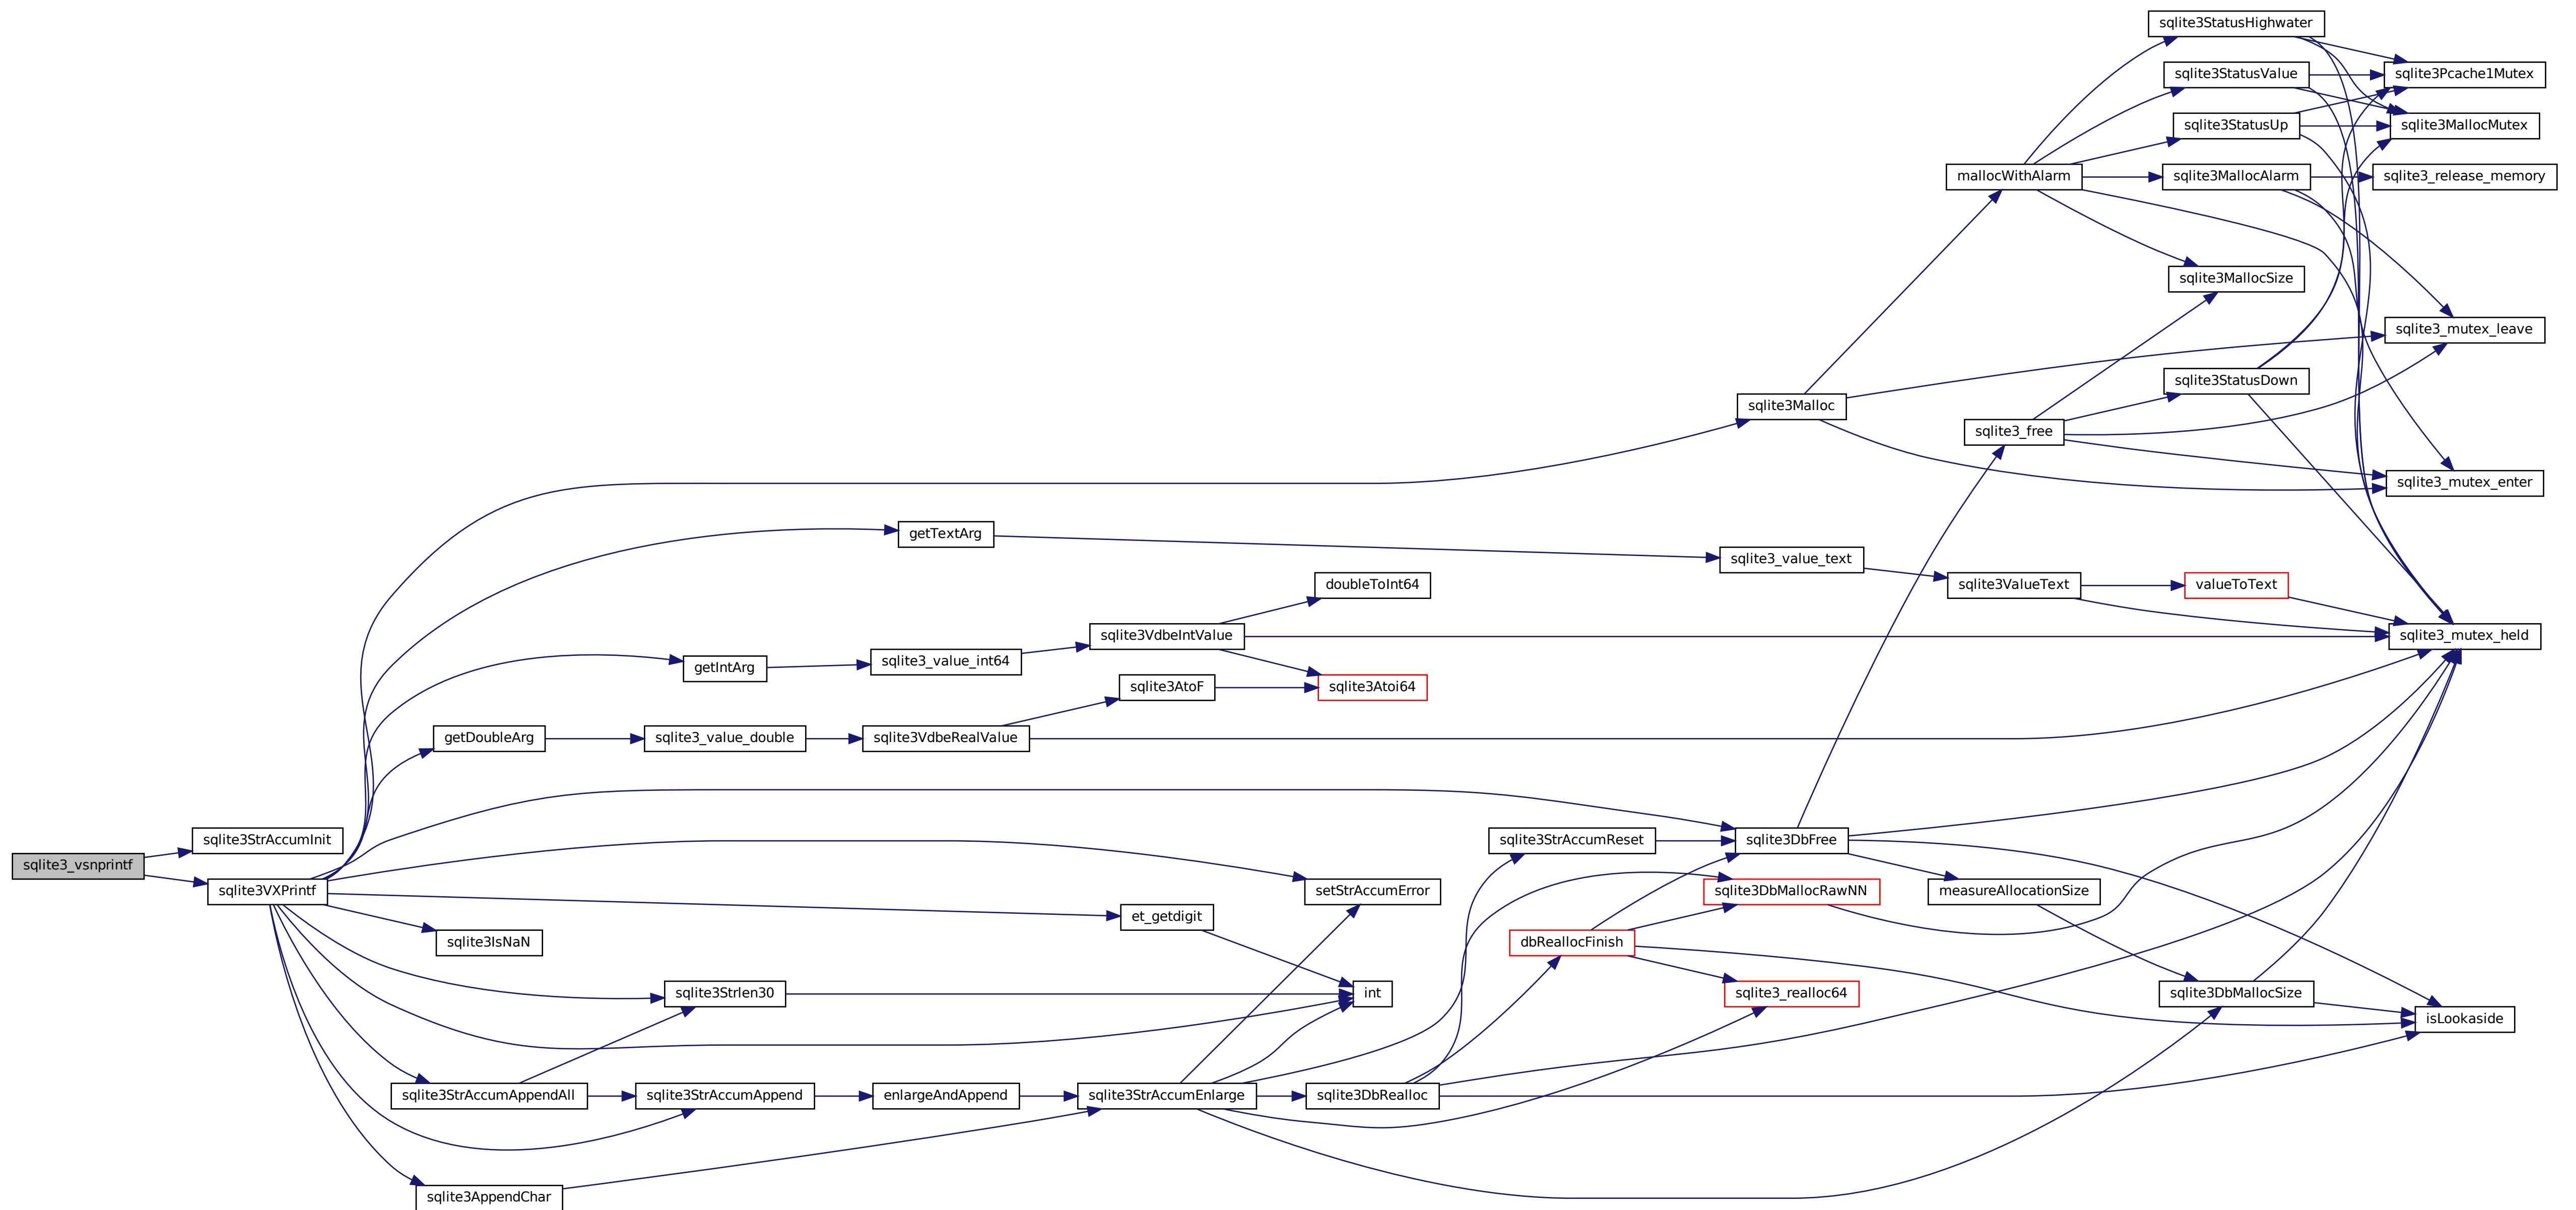 sqlite3StatusHighwater
sqlite3StatusValue
sqlite3Pcache1Mutex
sqlite3StatusUp
sqlite3MallocMutex
mallocWithAlarm
sqlite3MallocAlarm
sqlite3_release_memory
sqlite3MallocSize
sqlite3_mutex_leave
sqlite3StatusDown
sqlite3Malloc
sqlite3_free
sqlite3_mutex_enter
getTextArg
sqlite3_value_text
doubleToInt64
sqlite3ValueText
valueToText
sqlite3VdbeIntValue
sqlite3_mutex_held
getIntArg
sqlite3_value_int64
sqlite3AtoF
sqlite3Atoi64
getDoubleArg
sqlite3_value_double
sqlite3VdbeRealValue
sqlite3StrAccumInit
sqlite3StrAccumReset
sqlite3DbFree
sqlite3_vsnprintf
sqlite3VXPrintf
setStrAccumError
sqlite3DbMallocRawNN
measureAllocationSize
et_getdigit
sqlite3IsNaN
dbReallocFinish
sqlite3Strlen30
int
sqlite3_realloc64
sqlite3DbMallocSize
isLookaside
sqlite3StrAccumAppendAll
sqlite3StrAccumAppend
enlargeAndAppend
sqlite3StrAccumEnlarge
sqlite3DbRealloc
sqlite3AppendChar